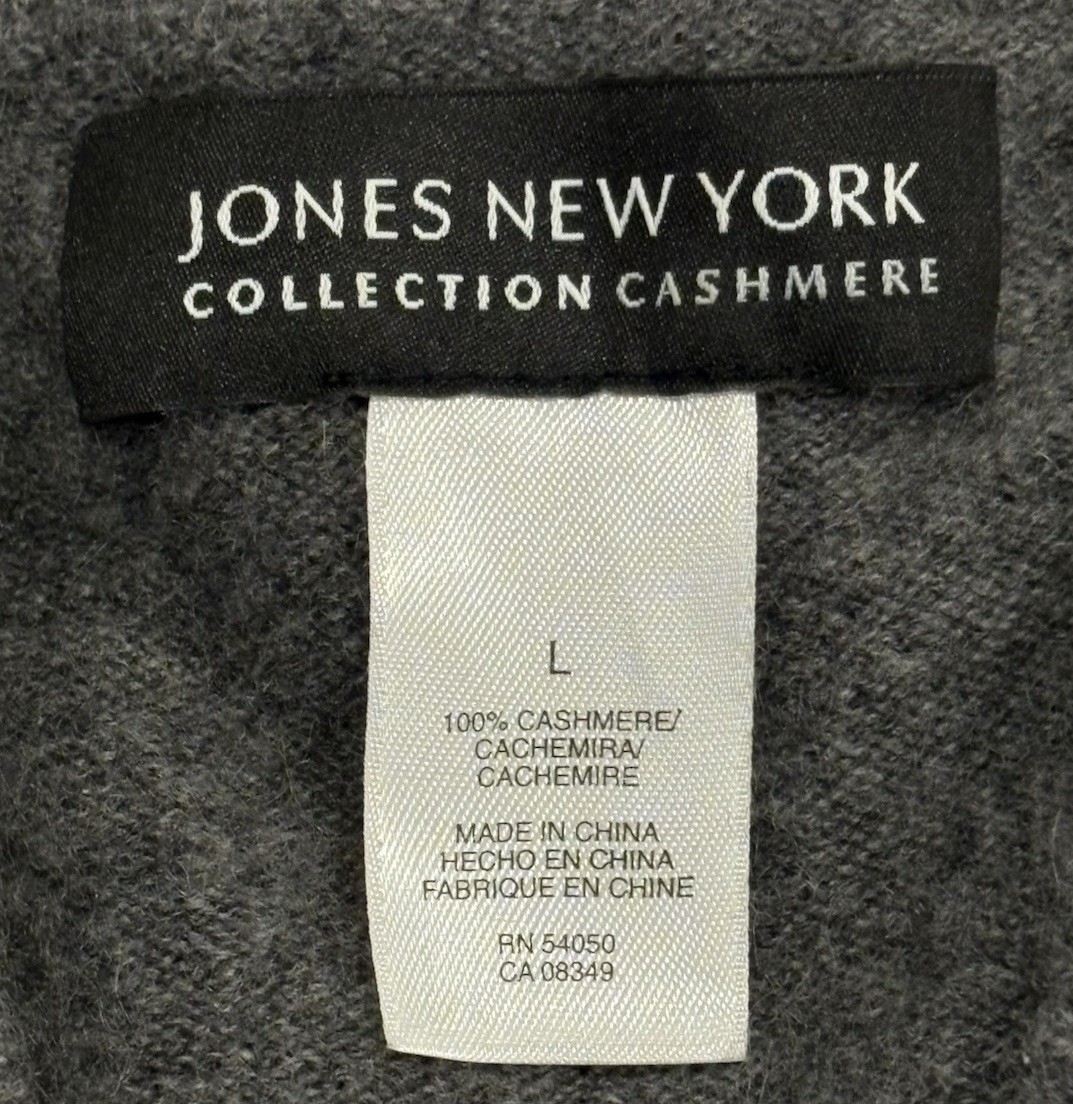 JONES NEW YORK
COLLECTION CASHMERE
L
100% CASHMERE/
CACHEMIRA/
CACHEMIRE
MADE IN CHINA
HECHO EN CHINA
FABRIQUE EN CHINE
RN 54050
CA 08349